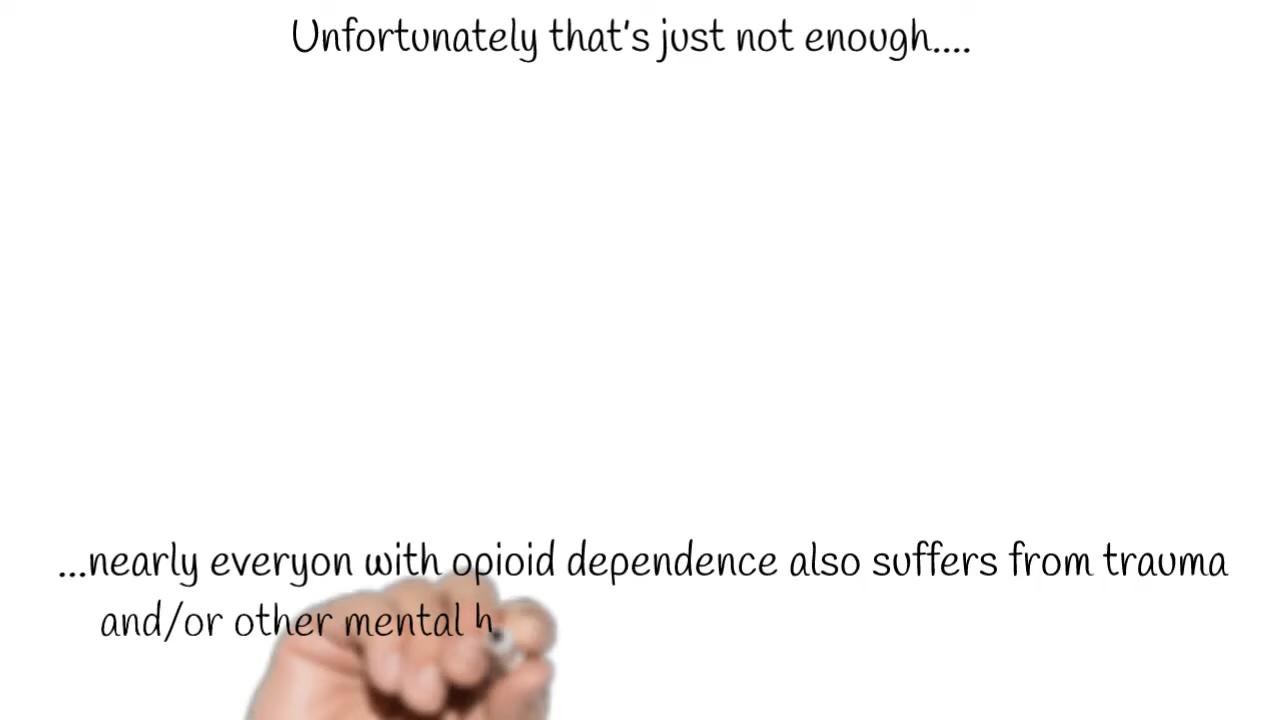 Unfortunately that's just not enough....
...nearly everyon with opioid dependence also suffers from trauma
and/or other mental h